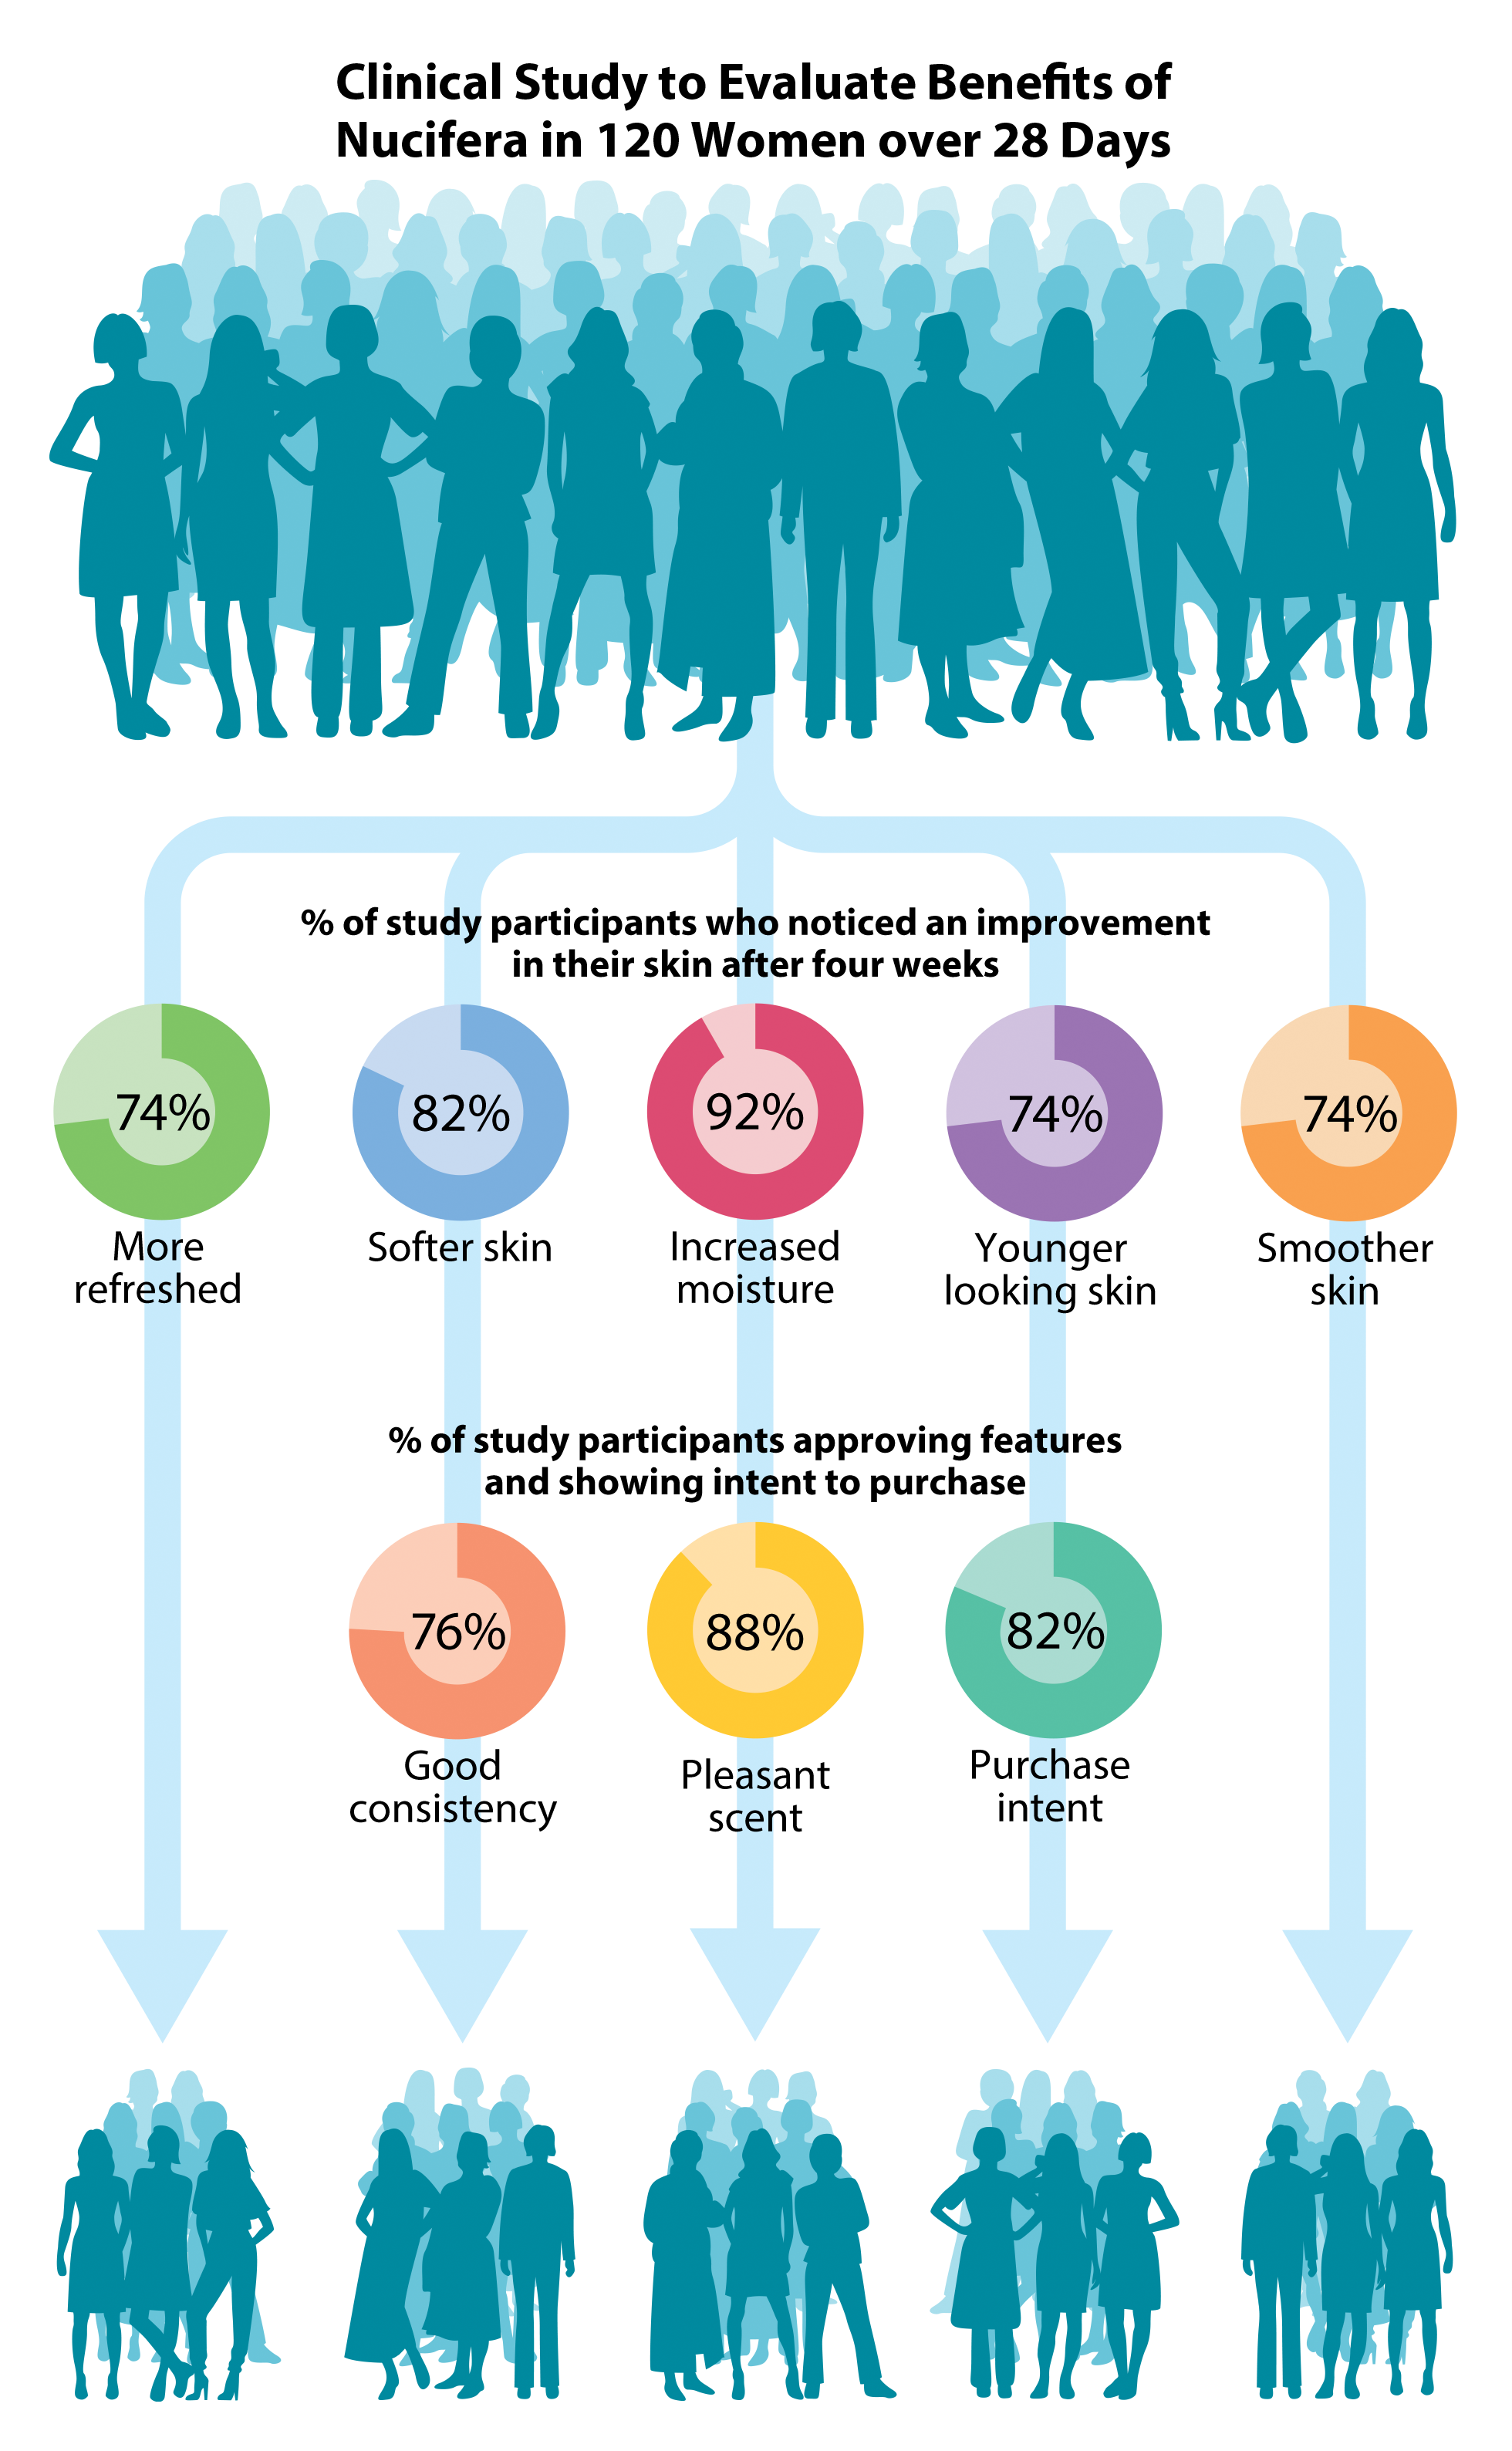 Clinical Study to Evaluate Benefits of
Nucifera in 120 Women over 28 Days
% of study participants who noticed an improvement
in their skin after four weeks
74%
82%
92%
74%
74%
More
refreshed
Softer skin
Increased
moisture
Younger
looking skin
Smoother
skin
% of study participants approving features
and showing intent to purchase
76%
88%
82%
Good
consistency
Pleasant
scent
Purchase
intent